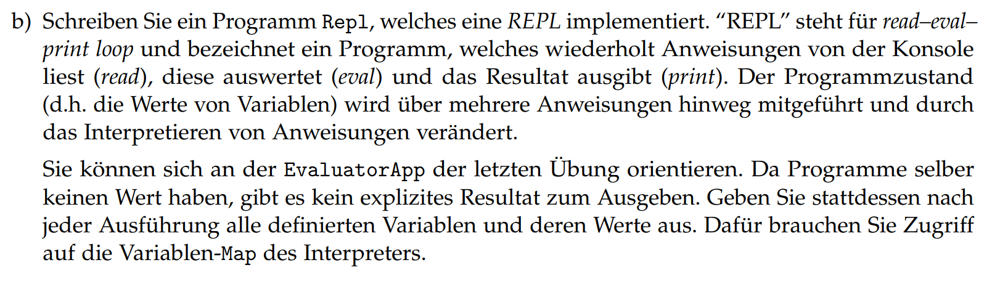 b) Schreiben Sie ein Programm Repl, welches eine REPL implementiert. “REPL” steht für read–eval–
print loop und bezeichnet ein Programm, welches wiederholt Anweisungen von der Konsole
liest (read), diese auswertet (eval) und das Resultat ausgibt (print). Der Programmzustand
(d.h. die Werte von Variablen) wird über mehrere Anweisungen hinweg mitgeführt und durch
das Interpretieren von Anweisungen verändert.
Sie können sich an der EvaluatorApp der letzten Übung orientieren. Da Programme selber
keinen Wert haben, gibt es kein explizites Resultat zum Ausgeben. Geben Sie stattdessen nach
jeder Ausführung alle definierten Variablen und deren Werte aus. Dafür brauchen Sie Zugriff
auf die Variablen-Map des Interpreters.